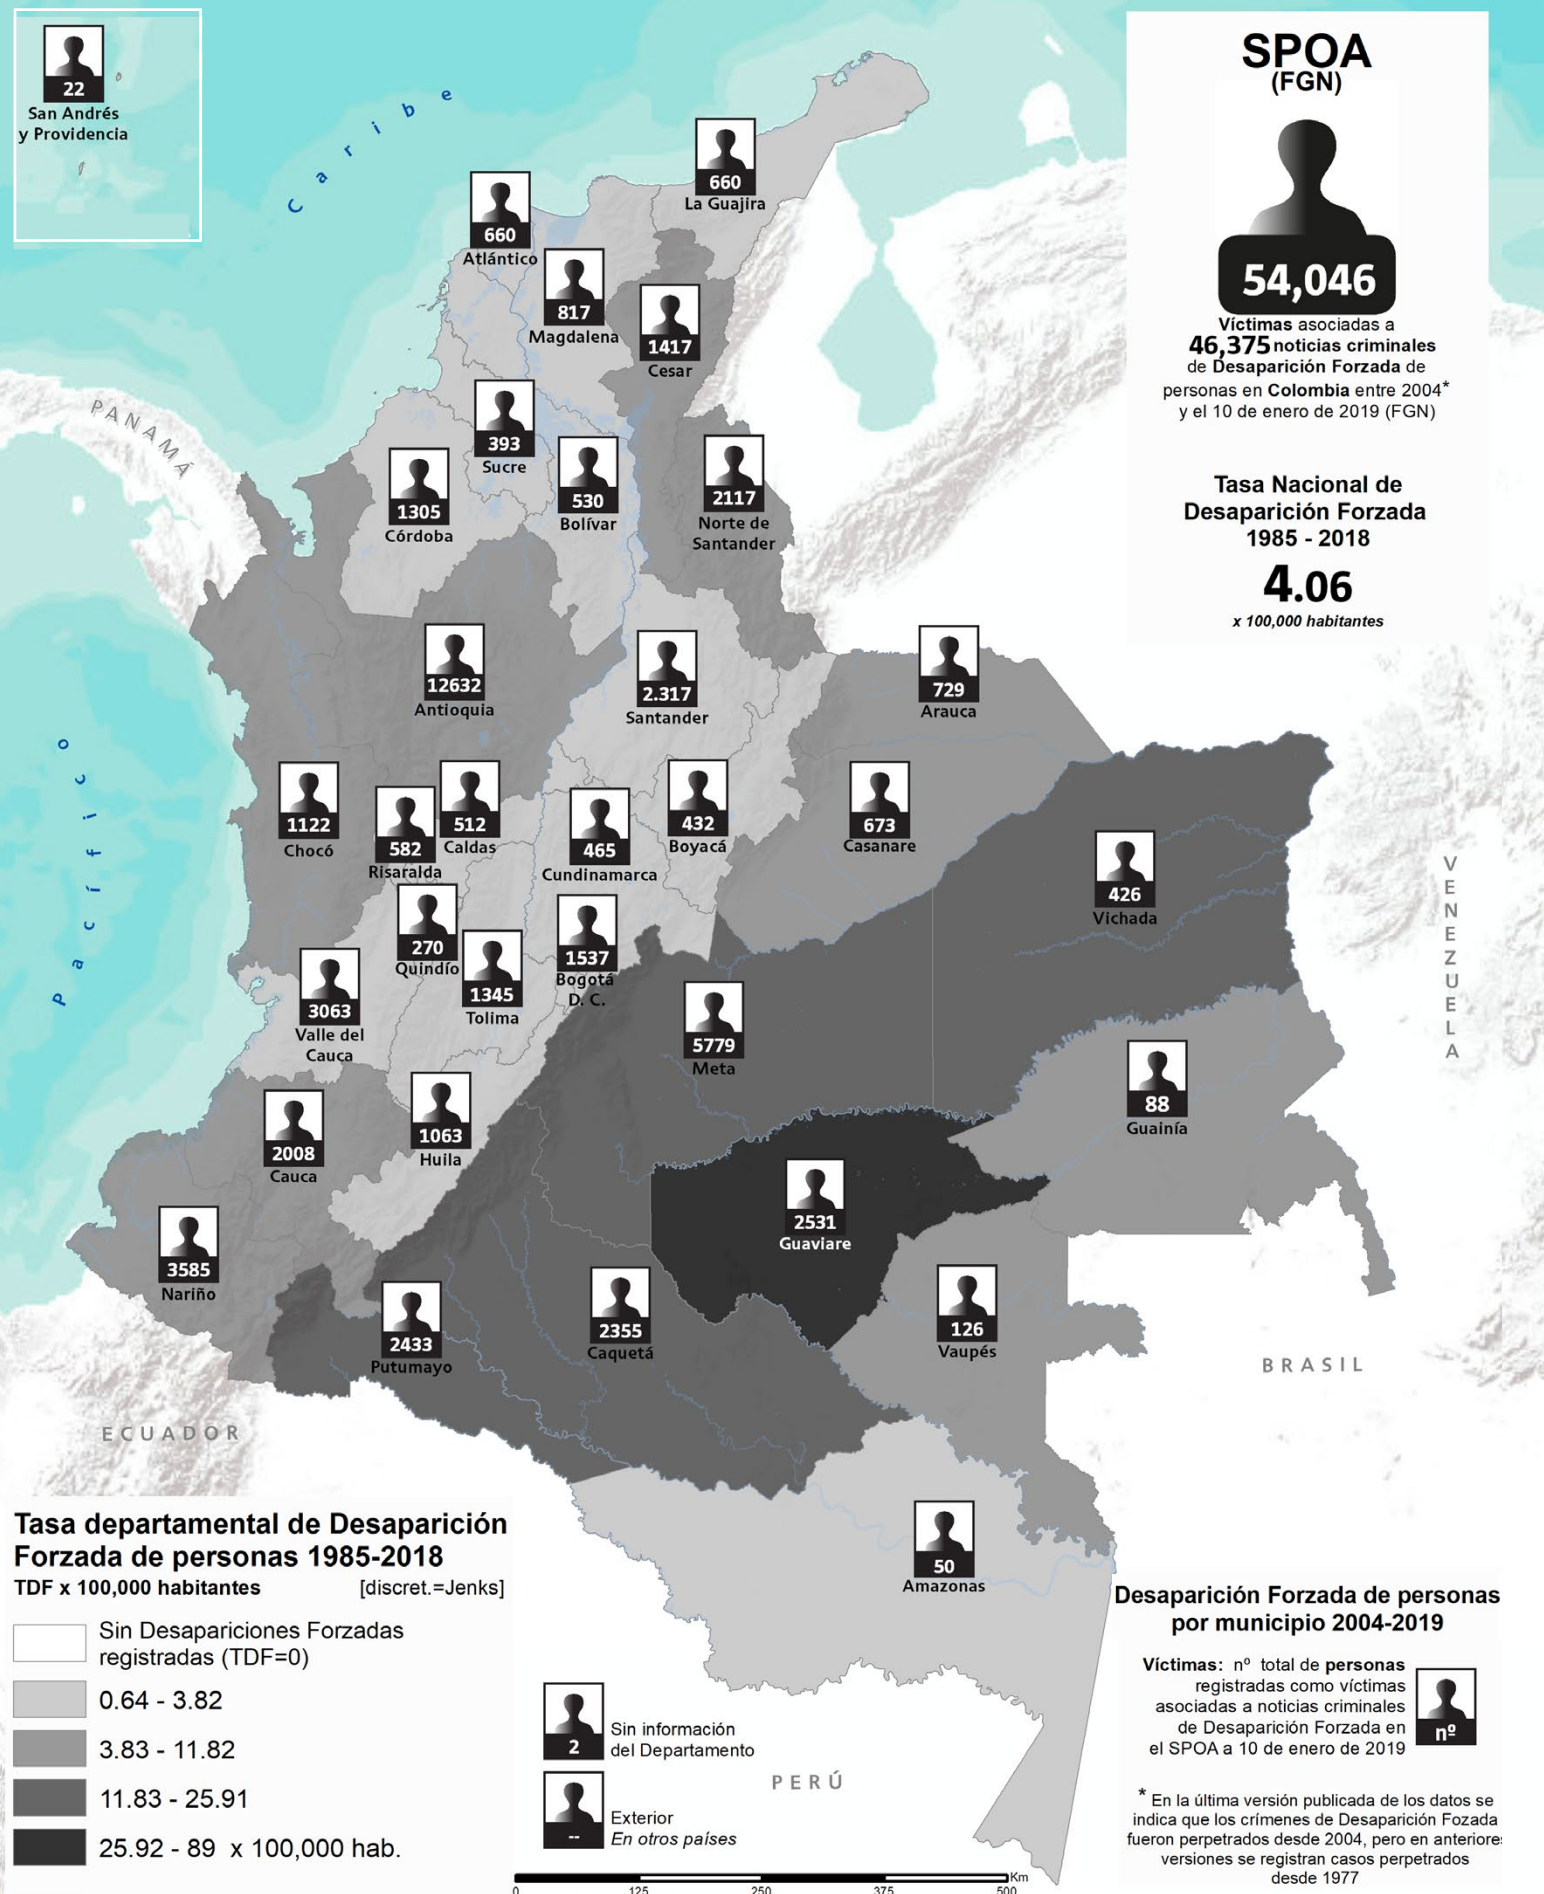 22
San Andrés
y Providencia
Caribe
660
La Guajira
660
Atlántico
817
Magdalena
1417
Cesar
393
Sucre
1305
Córdoba
530
Bolívar
2117
Norte de
Santander
PANAMÁ
SPOA
(FGN)
54,046
Víctimas asociadas a
46,375 noticias criminales
de Desaparición Forzada de
personas en Colombia entre 2004*
y el 10 de enero de 2019 (FGN)
Tasa Nacional de
Desaparición Forzada
1985 - 2018
4.06
x 100,000 habitantes
12632
Antioquia
2.317
Santander
729
Arauca
Pacífico
1122
Chocó
582
Risaralda
512
Caldas
465
Cundinamarca
432
Boyacá
673
Casanare
426
Vichada
VENEZUELA
270
Quindío
1345
Tolima
1537
Bogotá
D. C.
3063
Valle del
Cauca
5779
Meta
88
Guainía
2008
Cauca
1063
Huila
2531
Guaviare
3585
Nariño
2433
Putumayo
2355
Caquetá
126
Vaupés
BRASIL
ECUADOR
50
Amazonas
PERÚ
Tasa departamental de Desaparición
Forzada de personas 1985-2018
TDF x 100,000 habitantes [discret.=Jenks]
Sin Desapariciones Forzadas
registradas (TDF=0)
0.64 - 3.82
3.83 - 11.82
11.83 - 25.91
25.92 - 89 x 100,000 hab.
2
Sin información
del Departamento
--
Exterior
En otros países
0 125 250 375 500 Km
Desaparición Forzada de personas
por municipio 2004-2019
Víctimas: nº total de personas
registradas como víctimas
asociadas a noticias criminales
de Desaparición Forzada en
el SPOA a 10 de enero de 2019
nº
* En la última versión publicada de los datos se
indica que los crímenes de Desaparición Fozada
fueron perpetrados desde 2004, pero en anteriores
versiones se registran casos perpetrados
desde 1977